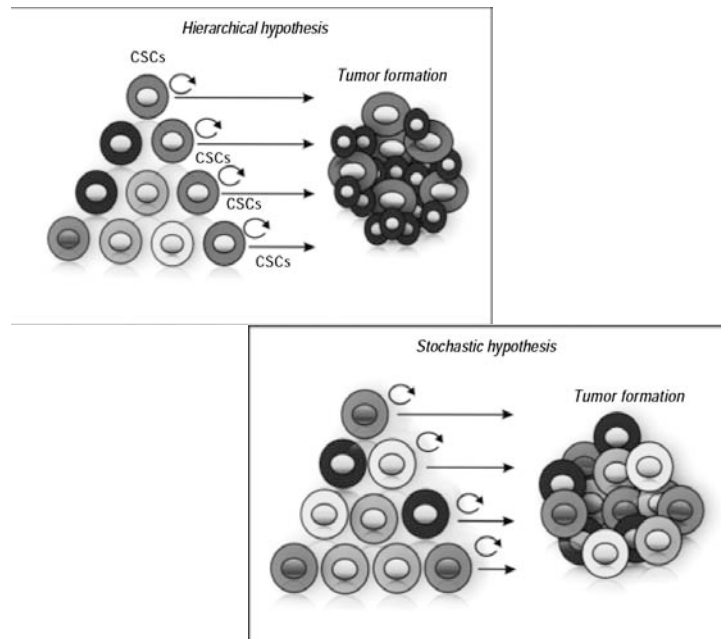 Hierarchical hypothesis
CSCs
Tumor formation
CSCs
CSCs
CSCs
Stochastic hypothesis
Tumor formation